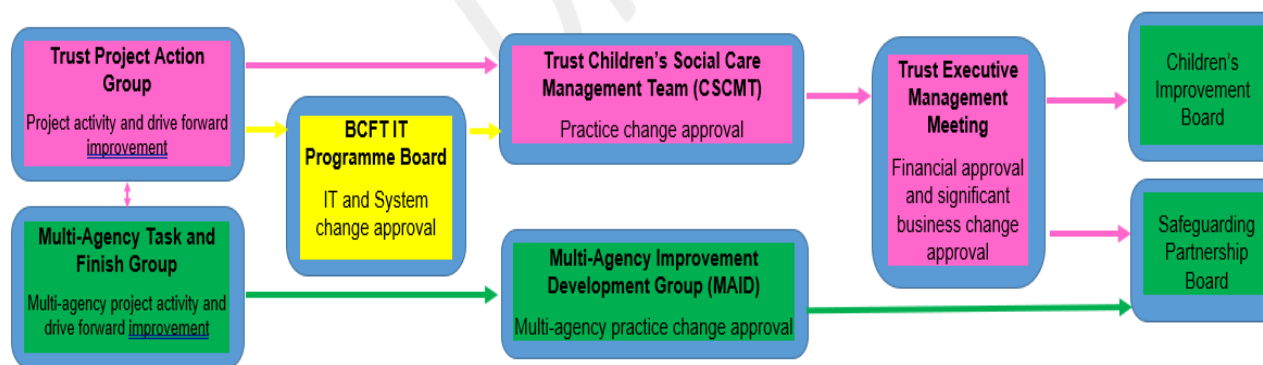 Trust Project Action
Group
Project activity and drive forward
improvement
Multi-Agency Task and
Finish Group
Multi-agency project activity and
drive forward improvement
BCFT IT
Programme Board
IT and System
change approval
Trust Children's Social Care
Management Team (CSCMT)
Practice change approval
Multi-Agency Improvement
Development Group (MAID)
Multi-agency practice change approval
Trust Executive
Management
Meeting
Financial approval
and significant
business change
approval
Children's
Improvement
Board
Safeguarding
Partnership
Board